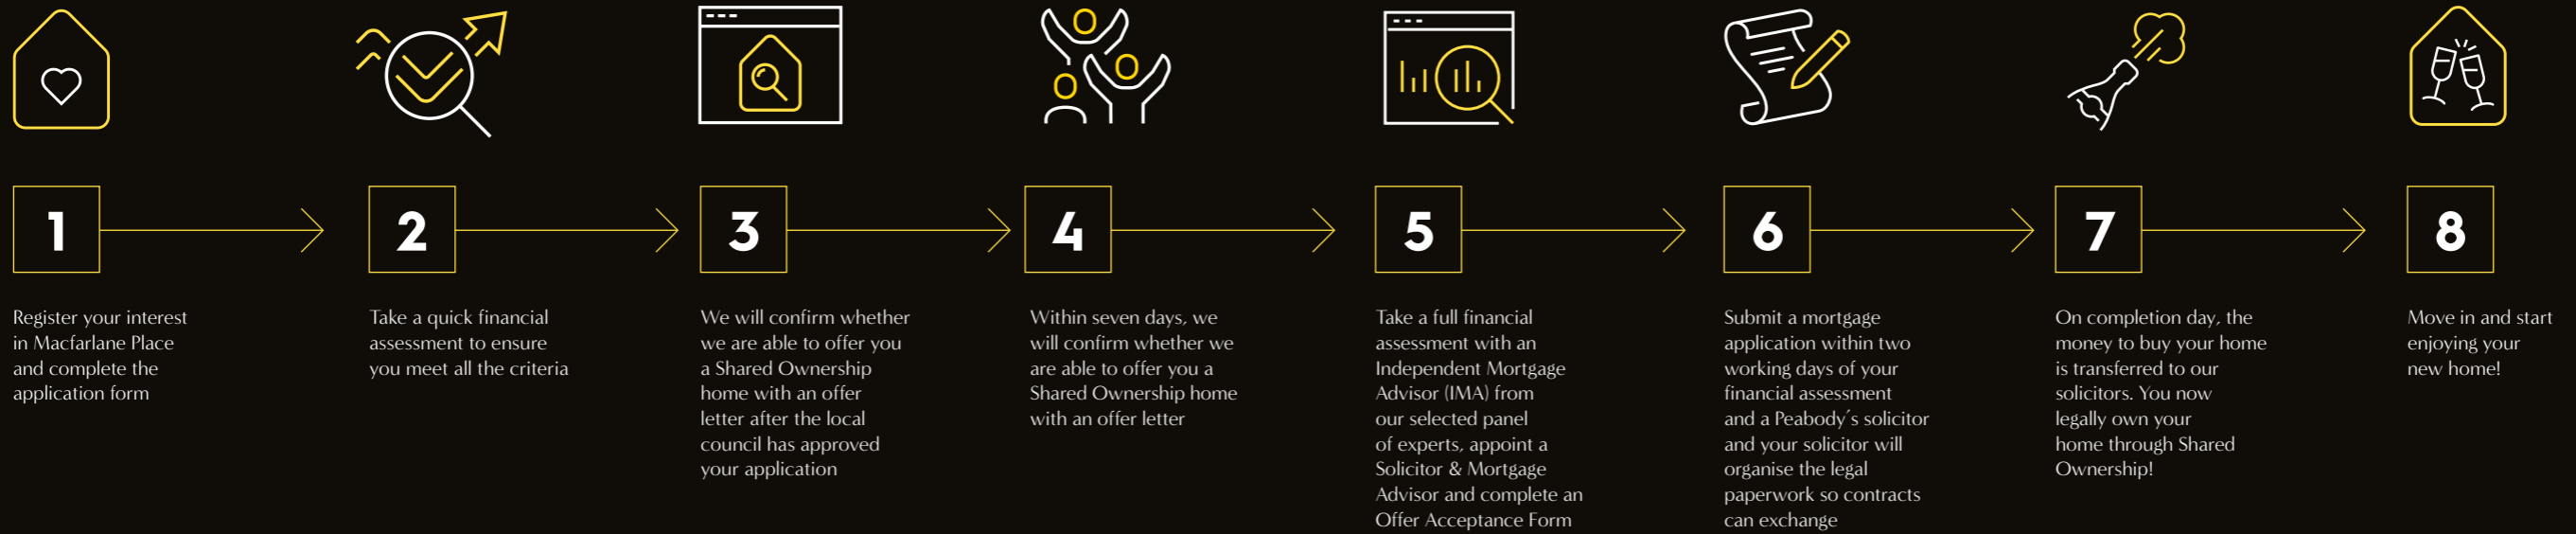 1
Register your interest
in Macfarlane Place
and complete the
application form
2
Take a quick financial
assessment to ensure
you meet all the criteria
3
We will confirm whether
we are able to offer you
a Shared Ownership
home with an offer
letter after the local
council has approved
your application
4
Within seven days, we
will confirm whether we
are able to offer you a
Shared Ownership home
with an offer letter
5
Take a full financial
assessment with an
Independent Mortgage
Advisor (IMA) from
our selected panel
of experts, appoint a
Solicitor & Mortgage
Advisor and complete an
Offer Acceptance Form
6
Submit a mortgage
application within two
working days of your
financial assessment
and a Peabody´s solicitor
and your solicitor will
organise the legal
paperwork so contracts
can exchange
7
On completion day, the
money to buy your home
is transferred to our
solicitors. You now
legally own your
home through Shared
Ownership!
8
Move in and start
enjoying your
new home!